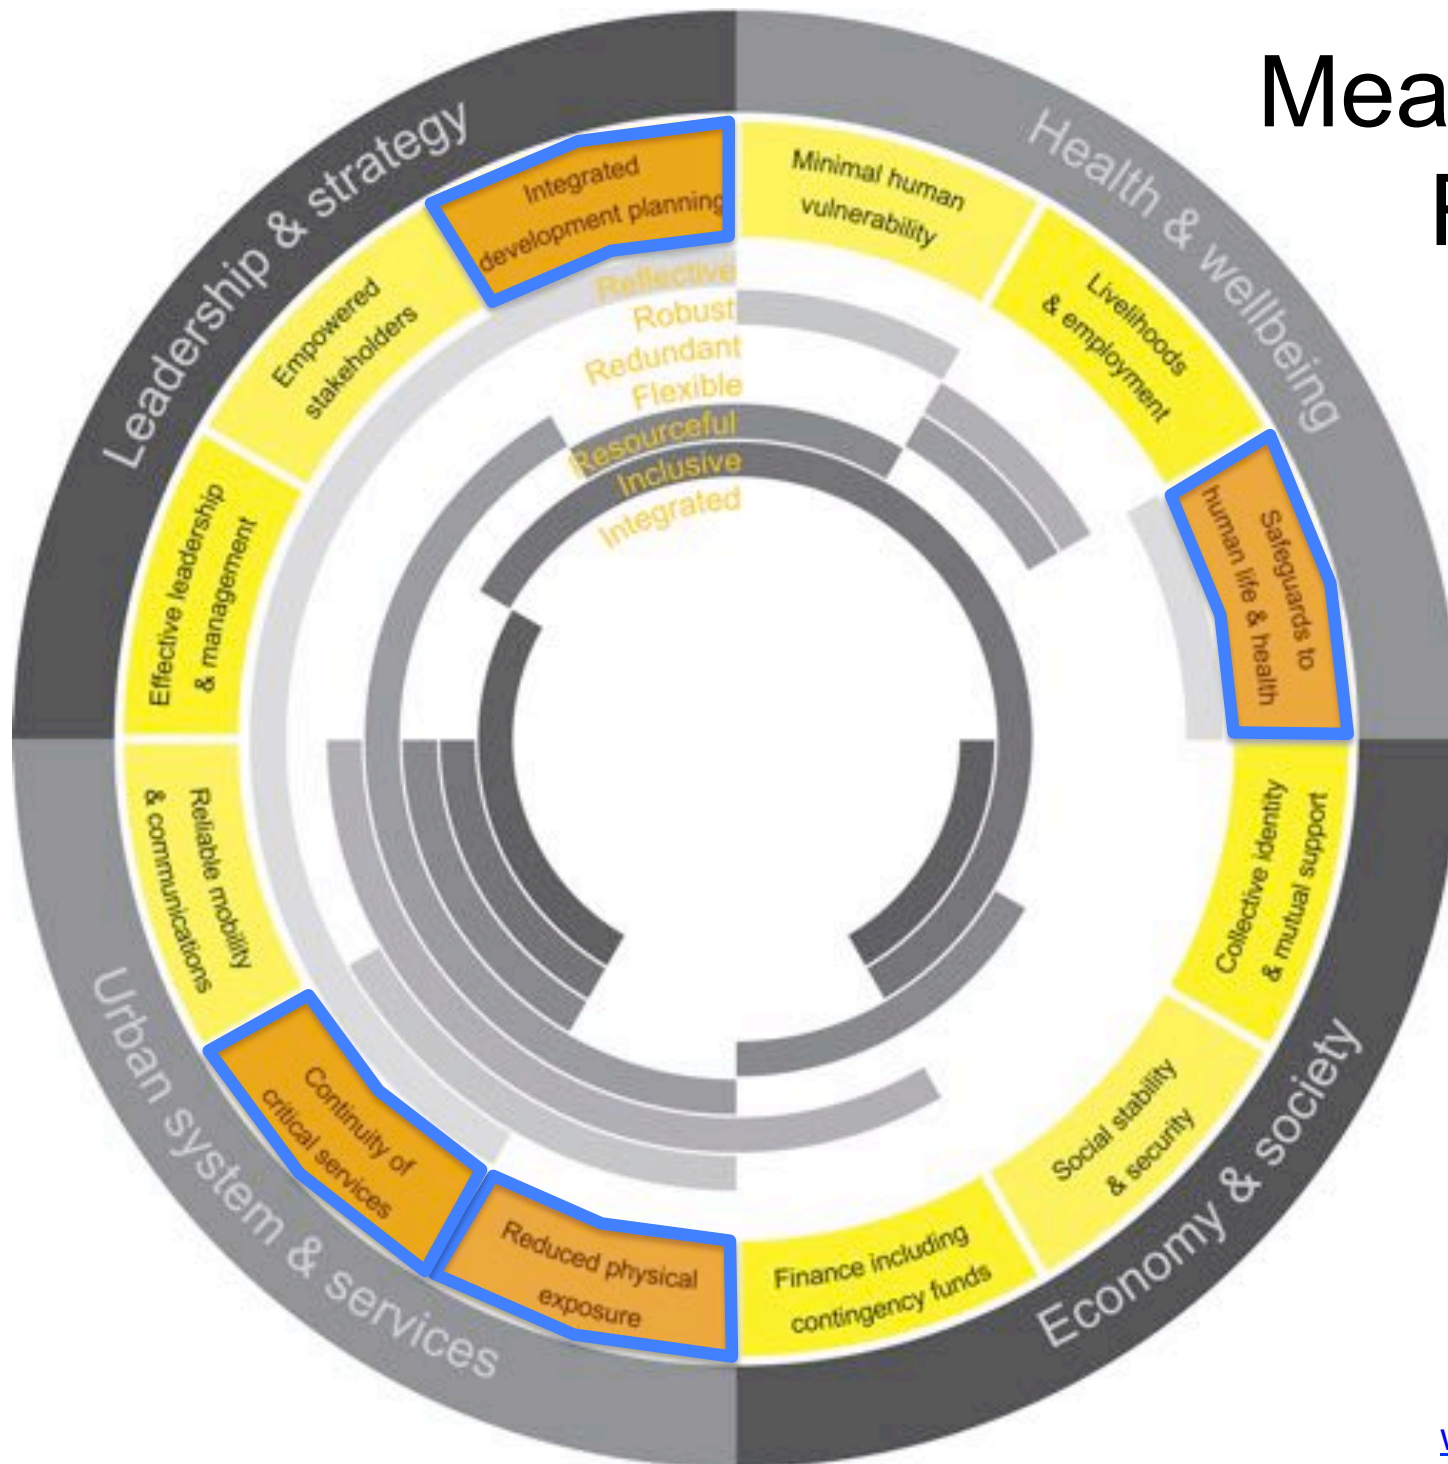 Mea
Health & wellbeing
Minimal human
vulnerability
Livelihoods
& employment
Safeguards to
human life & health
Economy & society
Collective identity
& mutual support
Social stability
& security
Finance including
contingency funds
Urban system & services
Reduced physical
exposure
Continuity of
critical services
Reliable mobility
& communications
Leadership & strategy
Effective leadership
& management
Empowered
stakeholders
Integrated
development planning
Reflective
Robust
Redundant
Flexible
Resourceful
Inclusive
Integrated